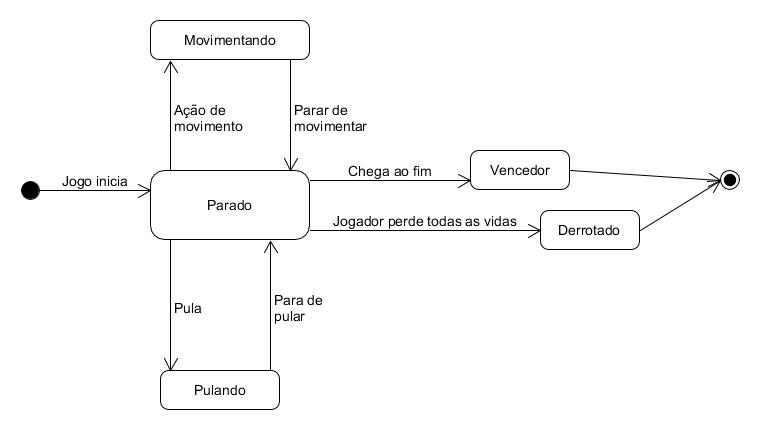 Movimentando
Ação de
movimento
Parar de
movimentar
Jogo inicia
Parado
Chega ao fim
Vencedor
Jogador perde todas as vidas
Derrotado
Pula
Para de
pular
Pulando